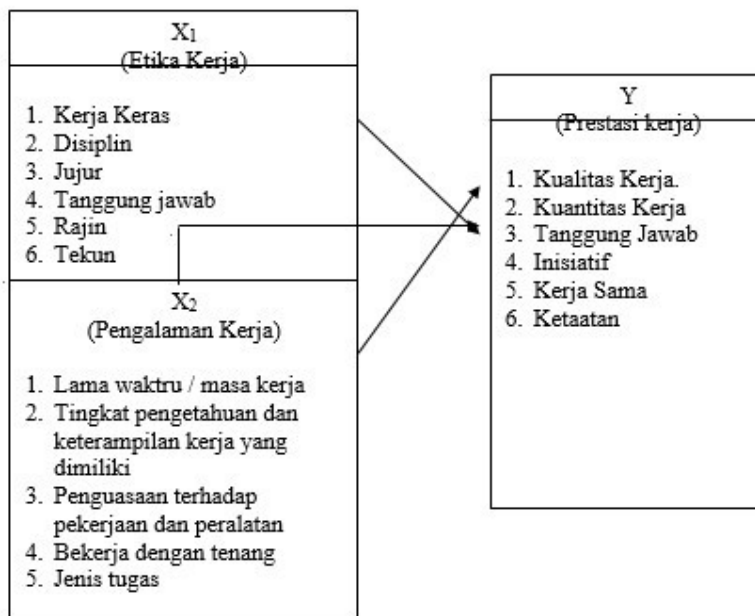 X₁
(Etika Kerja)
1. Kerja Keras
2. Disiplin
3. Jujur
4. Tanggung jawab
5. Rajin
6. Tekun
X₂
(Pengalaman Kerja)
1. Lama waktru / masa kerja
2. Tingkat pengetahuan dan
keterampilan kerja yang
dimiliki
3. Penguasaan terhadap
pekerjaan dan peralatan
4. Bekerja dengan tenang
5. Jenis tugas
Y
(Prestasi kerja)
1. Kualitas Kerja.
2. Kuantitas Kerja
3. Tanggung Jawab
4. Inisiatif
5. Kerja Sama
6. Ketaatan